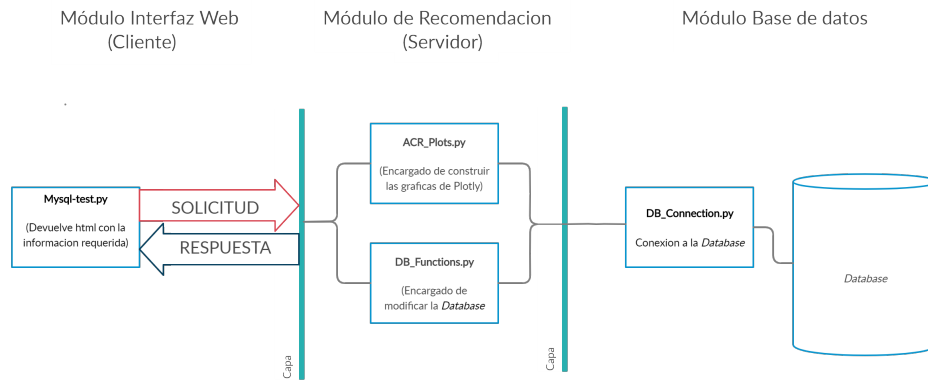 Módulo Interfaz Web
(Cliente)
Módulo de Recomendacion
(Servidor)
Módulo Base de datos
Mysql-test.py
(Devuelve html con la
informacion requerida)
SOLICITUD
RESPUESTA
Capa
ACR_Plots.py
(Encargado de construir
las graficas de Plotly)
DB_Functions.py
(Encargado de
modificar la Database
Capa
DB_Connection.py
Conexion a la Database
Database